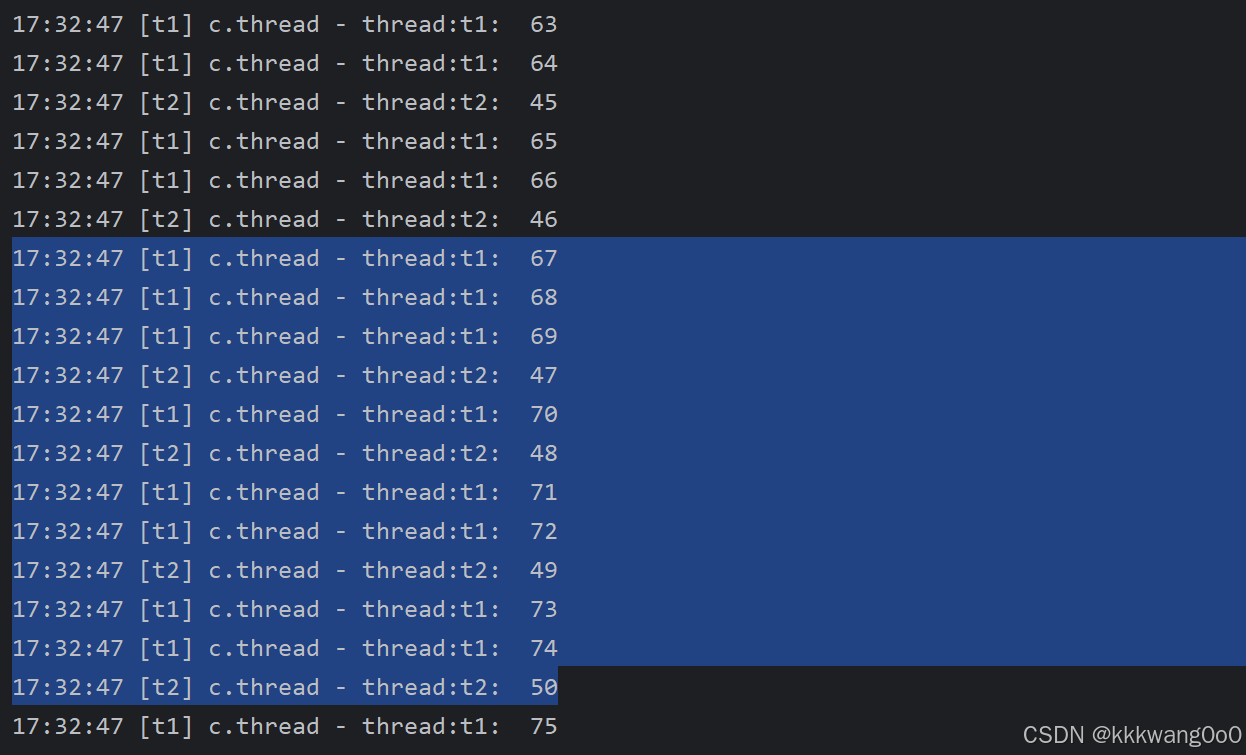 17:32:47 [t1] c.thread - thread:t1:  63
17:32:47 [t1] c.thread - thread:t1:  64
17:32:47 [t2] c.thread - thread:t2:  45
17:32:47 [t1] c.thread - thread:t1:  65
17:32:47 [t1] c.thread - thread:t1:  66
17:32:47 [t2] c.thread - thread:t2:  46
17:32:47 [t1] c.thread - thread:t1:  67
17:32:47 [t1] c.thread - thread:t1:  68
17:32:47 [t1] c.thread - thread:t1:  69
17:32:47 [t2] c.thread - thread:t2:  47
17:32:47 [t1] c.thread - thread:t1:  70
17:32:47 [t2] c.thread - thread:t2:  48
17:32:47 [t1] c.thread - thread:t1:  71
17:32:47 [t1] c.thread - thread:t1:  72
17:32:47 [t2] c.thread - thread:t2:  49
17:32:47 [t1] c.thread - thread:t1:  73
17:32:47 [t1] c.thread - thread:t1:  74
17:32:47 [t2] c.thread - thread:t2:  50
17:32:47 [t1] c.thread - thread:t1:  75
CSDN @kkkwang0o0